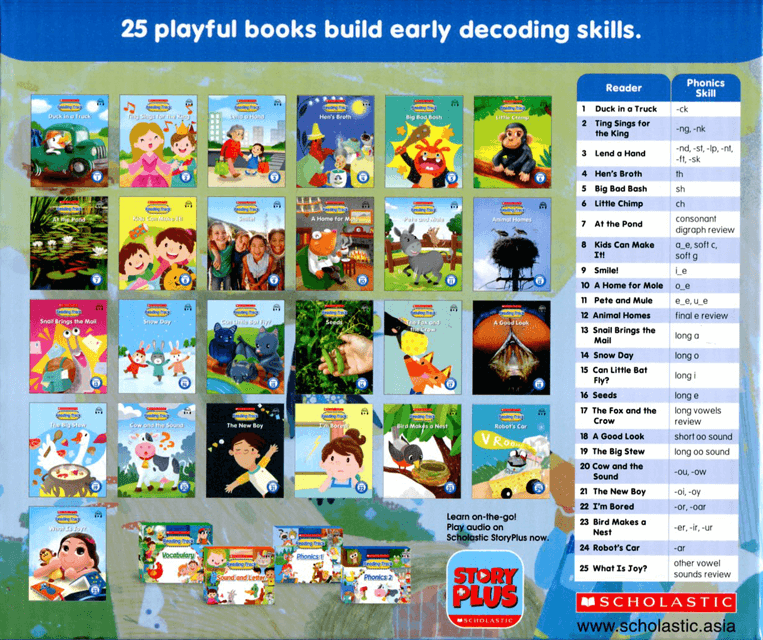 25 playful books build early decoding skills.
Duck in a Truck
Ting Sings for the King
Lend a Hand
Hen's Broth
Big Bad Bash
Little Chimp
At the Pond
Kids Can Make It!
Smile!
A Home for Mole
Pete and Mule
Animal Homes
Snail Brings the Mail
Snow Day
Can Little Bat Fly?
Seeds
The Fox and the Crow
A Good Look
The Big Stew
Cow and the Sound
The New Boy
I'm Bored
Bird Makes a Nest
Robot's Car
VROOM
What Is Joy?
Vocabulary
Sound and Letter
Phonics 1
Phonics 2
Learn on-the-go!
Play audio on
Scholastic StoryPlus now.
STORY
PLUS
SCHOLASTIC
Reader Phonics Skill
1 Duck in a Truck -ck
2 Ting Sings for the King -ng, -nk
3 Lend a Hand -nd, -st, -lp, -nt, -ft, -sk
4 Hen's Broth th
5 Big Bad Bash sh
6 Little Chimp ch
7 At the Pond consonant digraph review
8 Kids Can Make It! a_e, soft c, soft g
9 Smile! i_e
10 A Home for Mole o_e
11 Pete and Mule e_e, u_e
12 Animal Homes final e review
13 Snail Brings the Mail long a
14 Snow Day long o
15 Can Little Bat Fly? long i
16 Seeds long e
17 The Fox and the Crow long vowels review
18 A Good Look short oo sound
19 The Big Stew long oo sound
20 Cow and the Sound -ou, -ow
21 The New Boy -oi, -oy
22 I'm Bored -or, -oar
23 Bird Makes a Nest -er, -ir, -ur
24 Robot's Car -ar
25 What Is Joy? other vowel sounds review
SCHOLASTIC
www.scholastic.asia